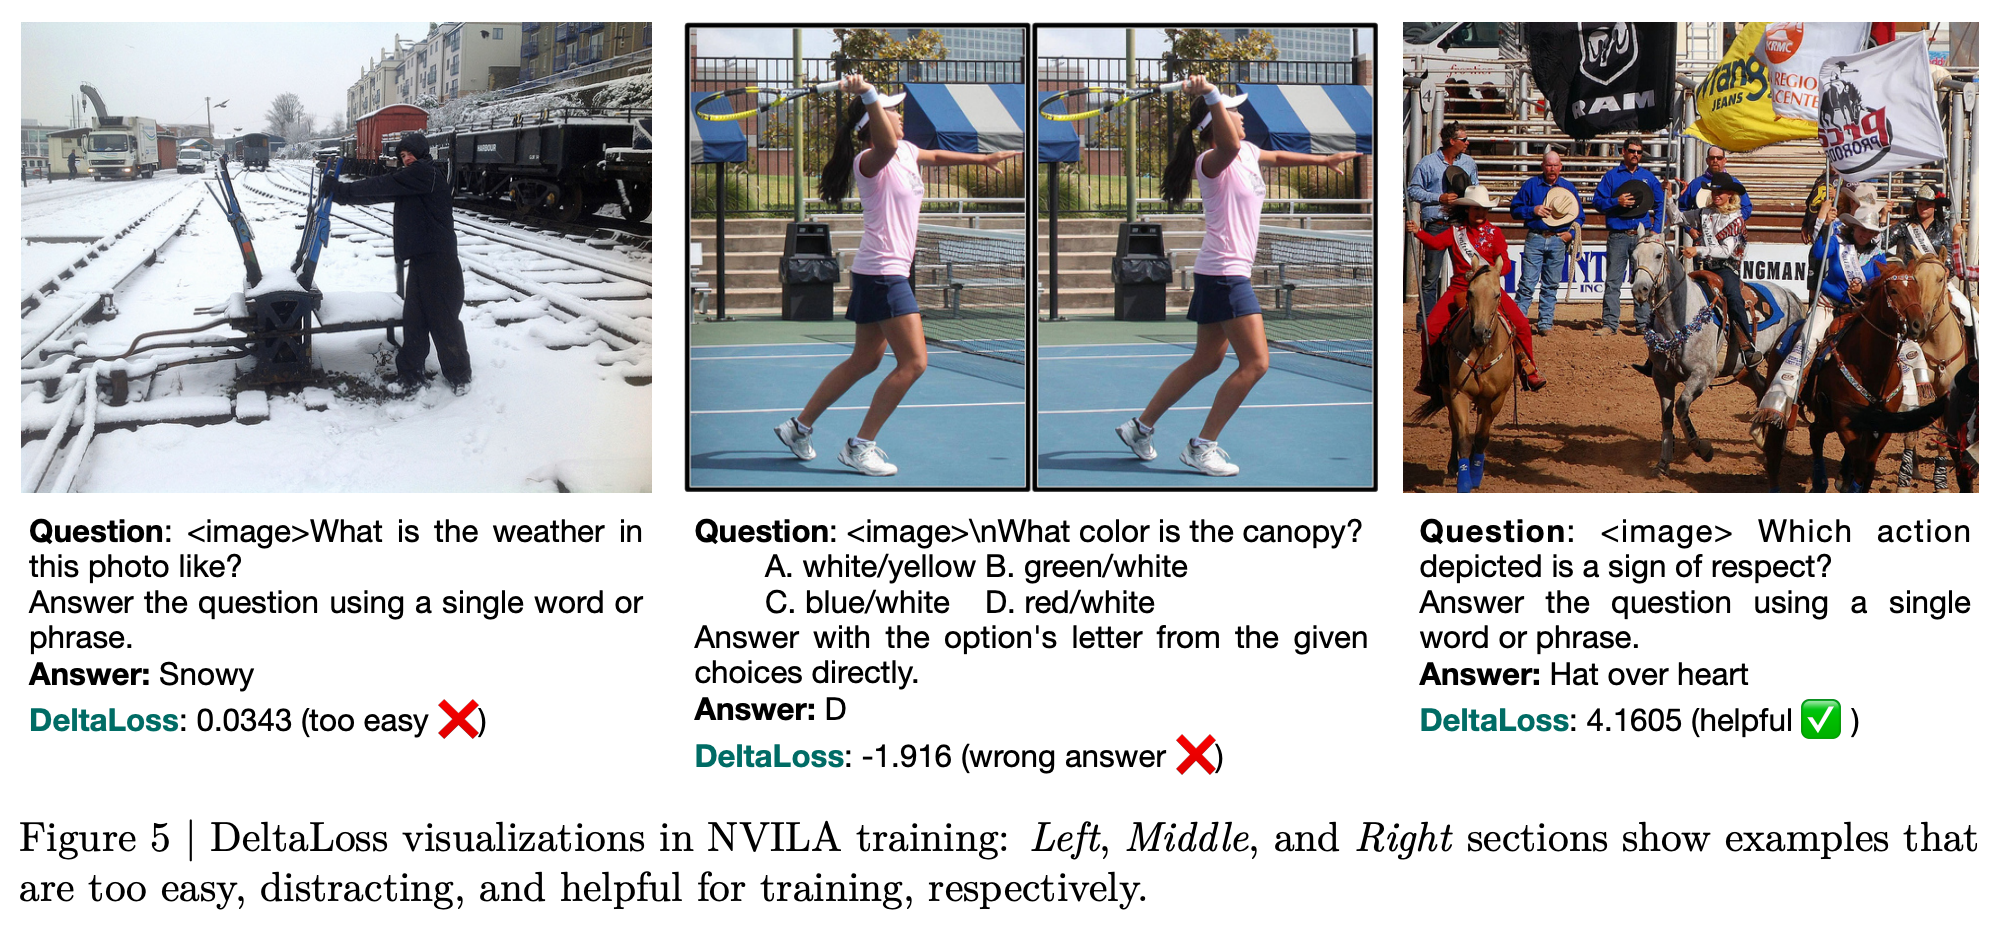 HARBOUR
RAM
Wrang
JEANS
KRMC
REGIO
CENTE
PRORODEO
INC
NGMAN
Question: <image>What is the weather in
this photo like?
Answer the question using a single word or
phrase.
Answer: Snowy
DeltaLoss: 0.0343 (too easy ❌)
Question: <image>\nWhat color is the canopy?
A. white/yellow B. green/white
C. blue/white D. red/white
Answer with the option's letter from the given
choices directly.
Answer: D
DeltaLoss: -1.916 (wrong answer ❌)
Question: <image> Which action
depicted is a sign of respect?
Answer the question using a single
word or phrase.
Answer: Hat over heart
DeltaLoss: 4.1605 (helpful ✅ )
Figure 5 | DeltaLoss visualizations in NVILA training: Left, Middle, and Right sections show examples that
are too easy, distracting, and helpful for training, respectively.